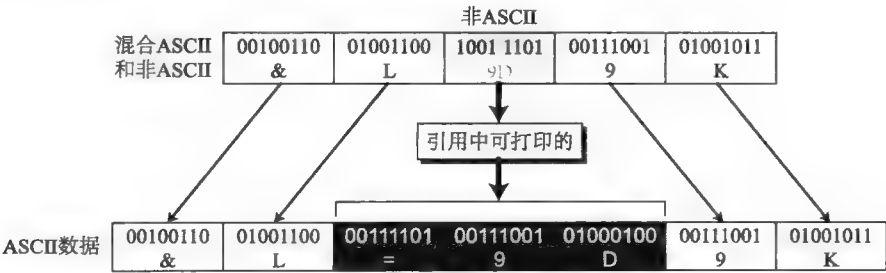 非ASCII
混合ASCII 00100110 01001100 1001 1101 00111001 01001011
和非ASCII & L 9D 9 K
引用中可打印的
ASCII数据 00100110 01001100 00111101 00111001 01000100 00111001 01001011
& L = 9 D 9 K